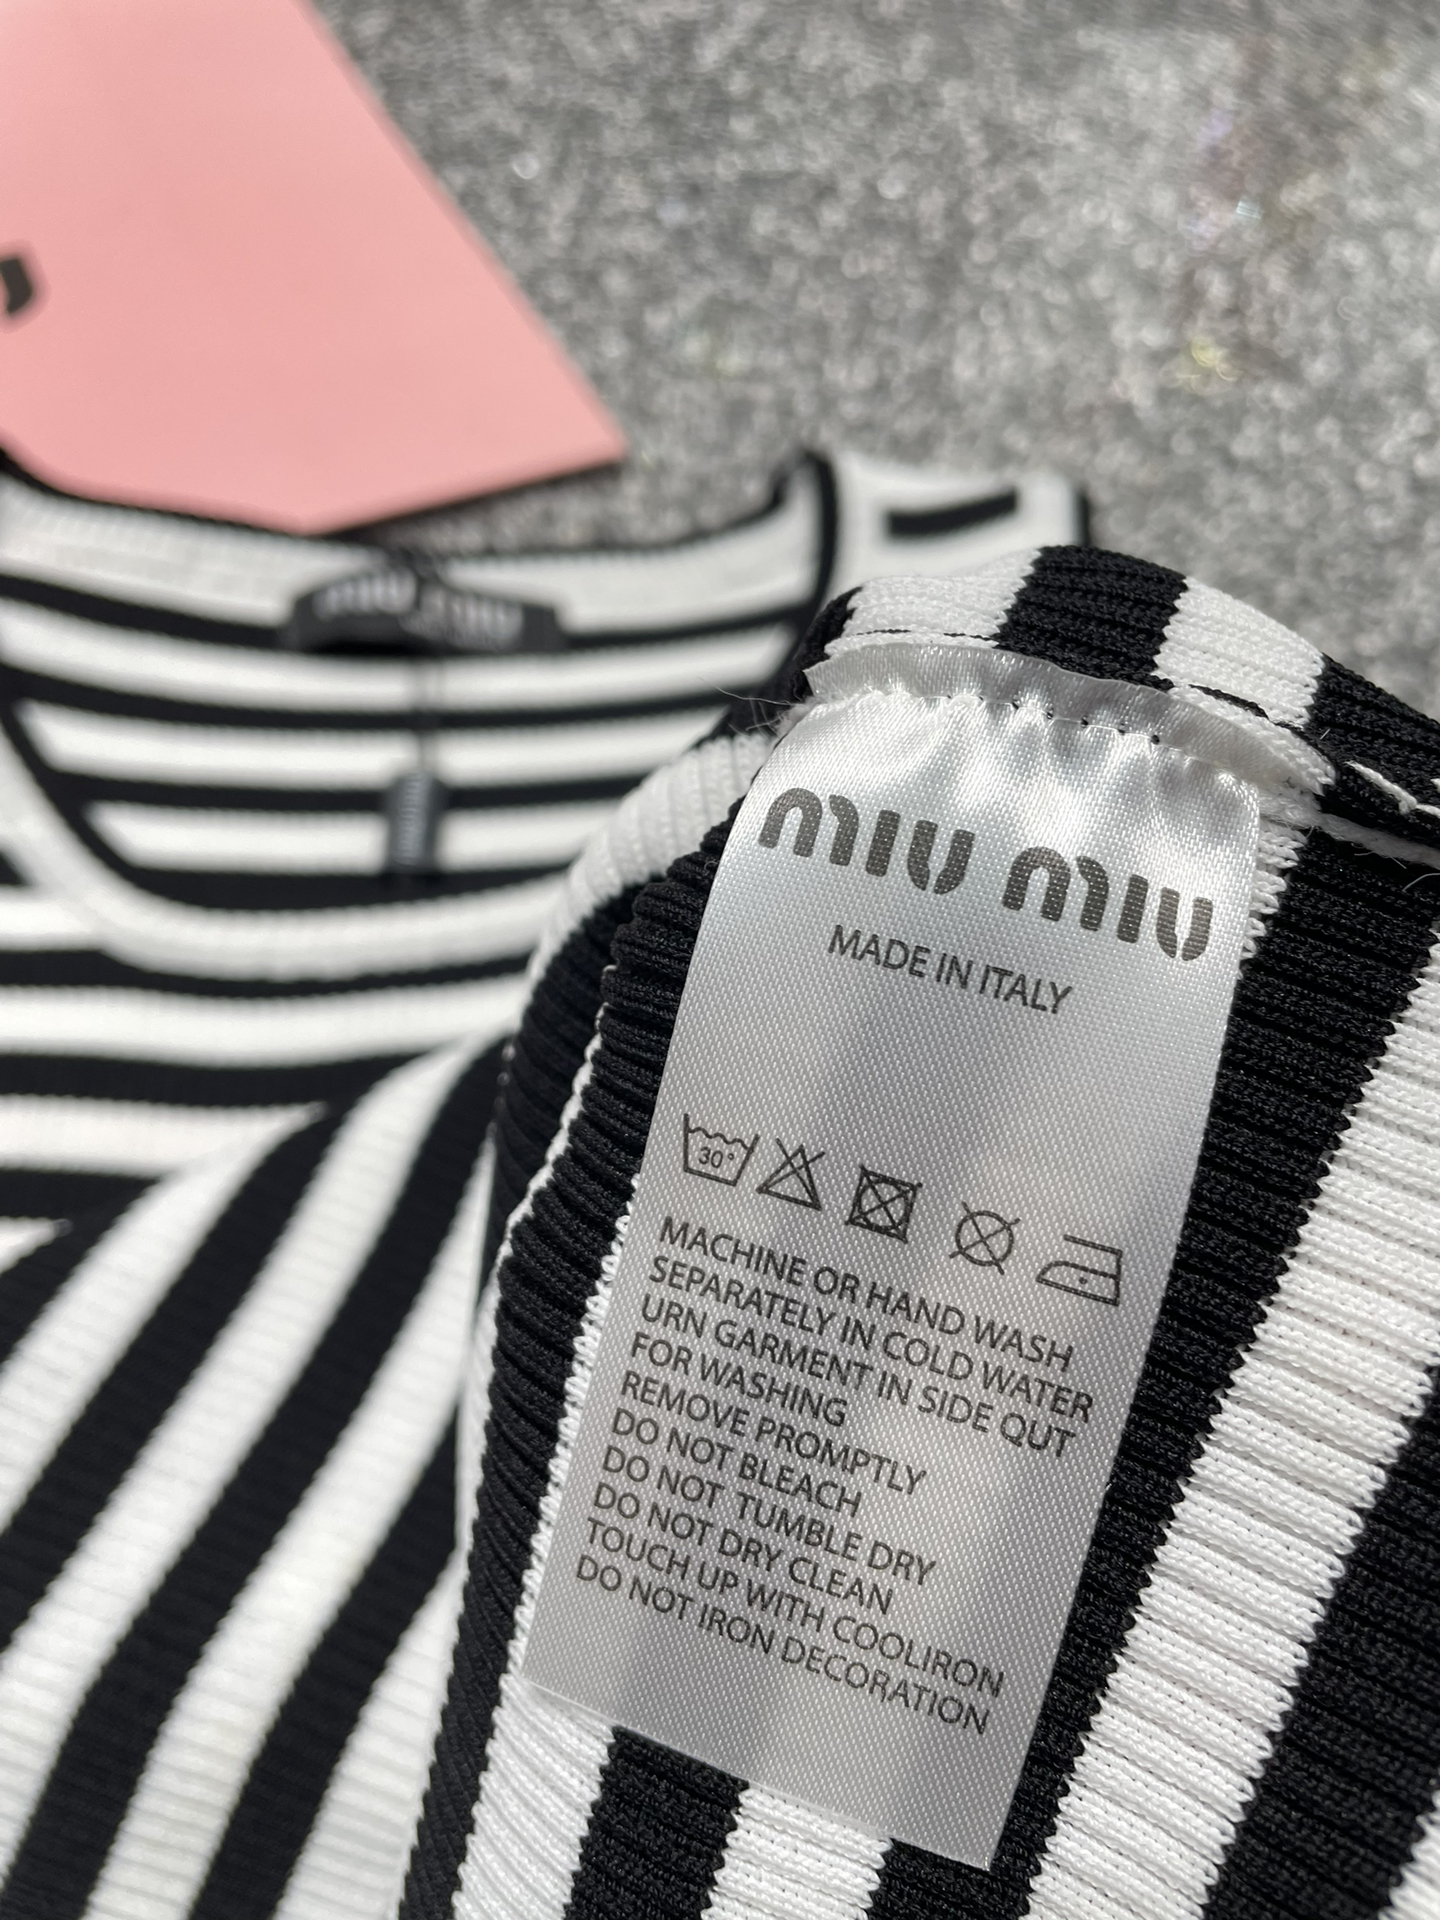 miu miu
miu miu
MADE IN ITALY
30°
MACHINE OR HAND WASH
SEPARATELY IN COLD WATER
URN GARMENT IN SIDE QUT
FOR WASHING
REMOVE PROMPTLY
DO NOT BLEACH
DO NOT TUMBLE DRY
DO NOT DRY CLEAN
TOUCH UP WITH COOLIRON
DO NOT IRON DECORATION